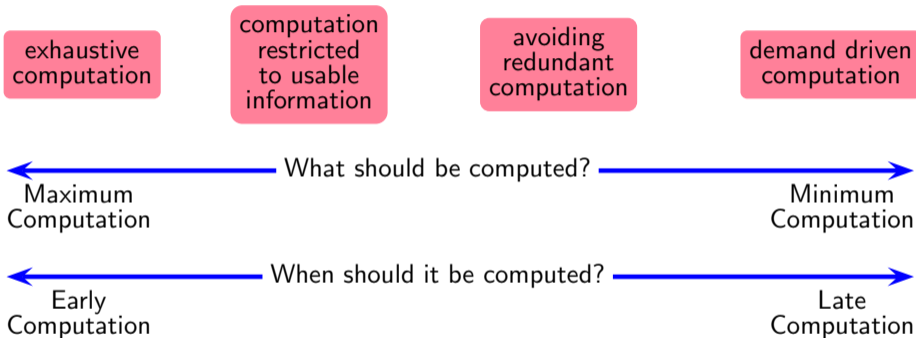 exhaustive
computation
computation
restricted
to usable
information
avoiding
redundant
computation
demand driven
computation
What should be computed?
Maximum
Computation
Minimum
Computation
When should it be computed?
Early
Computation
Late
Computation